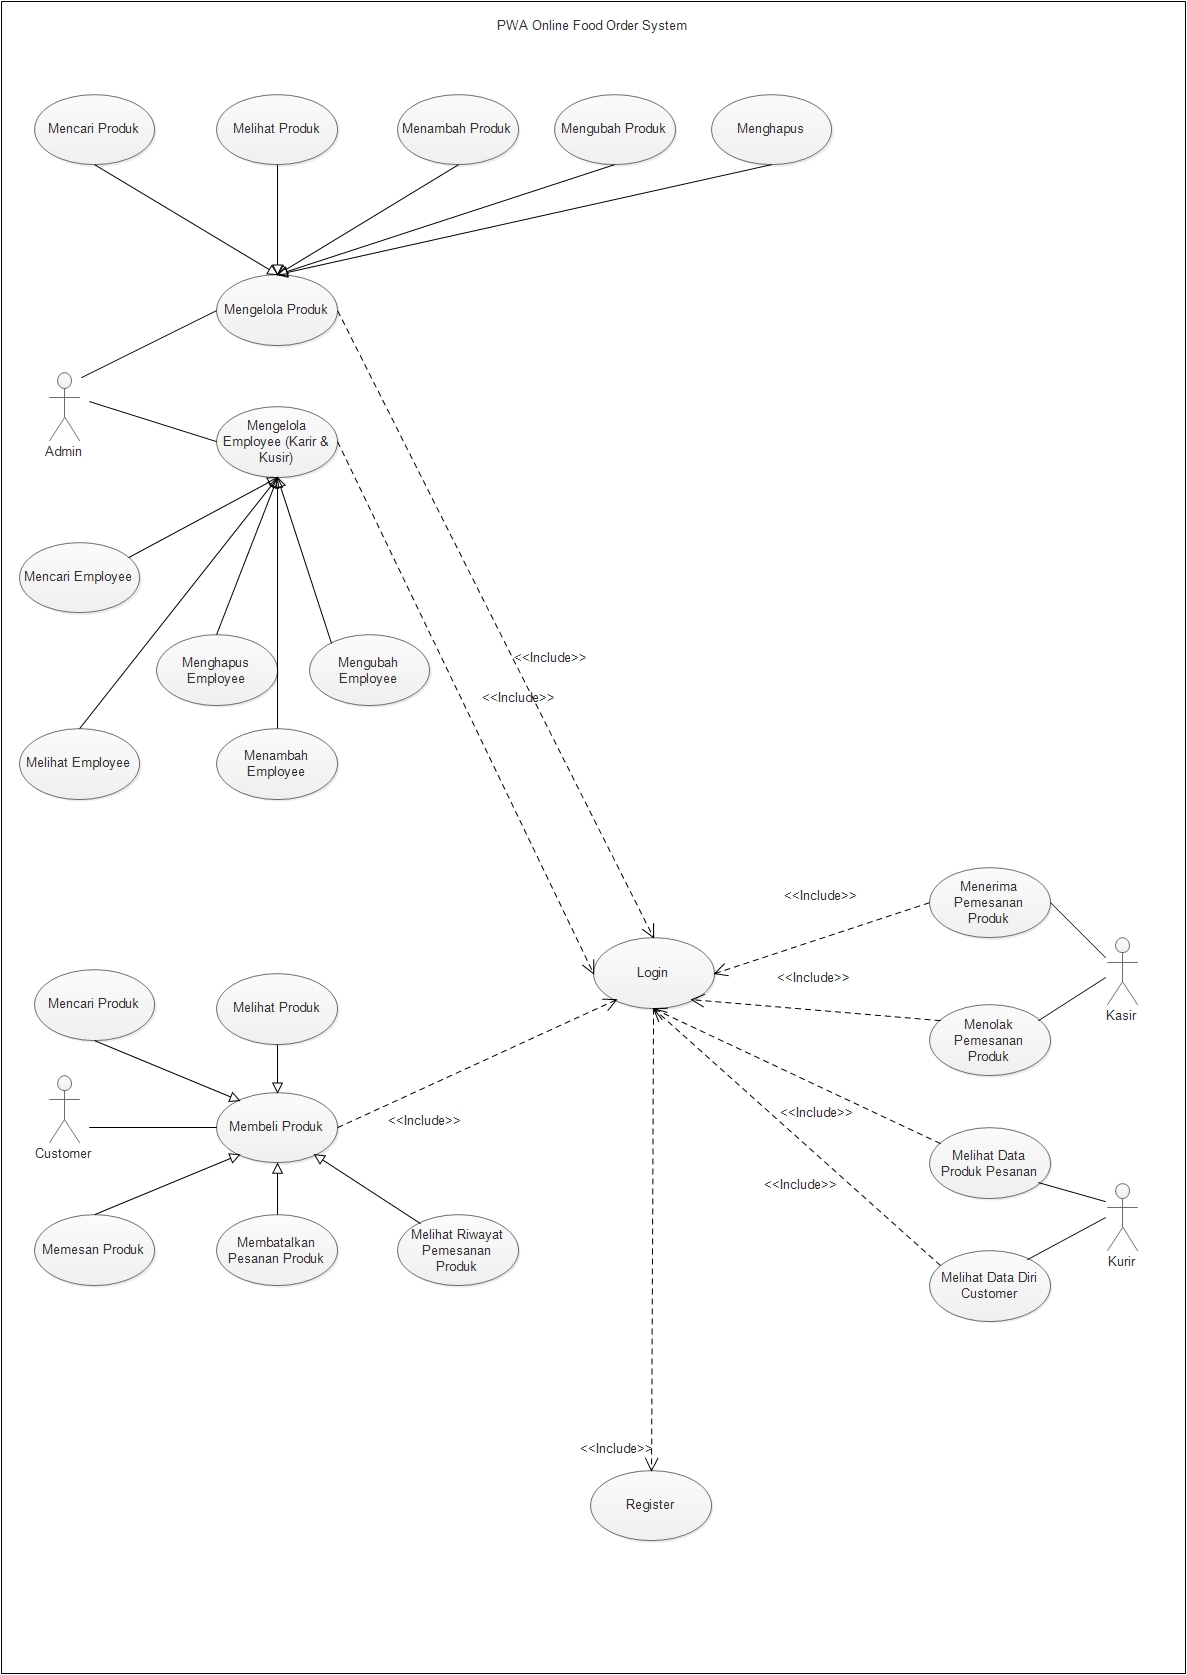 PWA Online Food Order System
Mencari Produk
Melihat Produk
Menambah Produk
Mengubah Produk
Menghapus
Mengelola Produk
Admin
Mengelola
Employee (Karir &
Kusir)
Mencari Employee
Menghapus
Employee
Mengubah
Employee
<<Include>>
<<Include>>
Melihat Employee
Menambah
Employee
Menerima
Pemesanan
Produk
<<Include>>
Login
<<Include>>
Kasir
Menolak
Pemesanan
Produk
Mencari Produk
Melihat Produk
Customer
Membeli Produk
<<Include>>
<<Include>>
Melihat Data
Produk Pesanan
<<Include>>
Kurir
Memesan Produk
Membatalkan
Pesanan Produk
Melihat Riwayat
Pemesanan
Produk
Melihat Data Diri
Customer
<<Include>>
Register